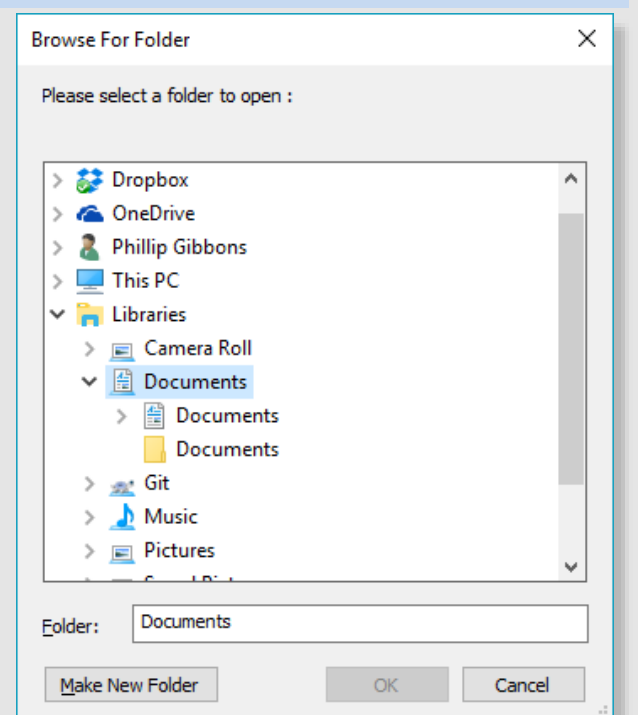 Browse For Folder
Please select a folder to open :
Dropbox
OneDrive
Phillip Gibbons
This PC
Libraries
Camera Roll
Documents
Documents
Documents
Git
Music
Pictures
Folder: Documents
Make New Folder OK Cancel